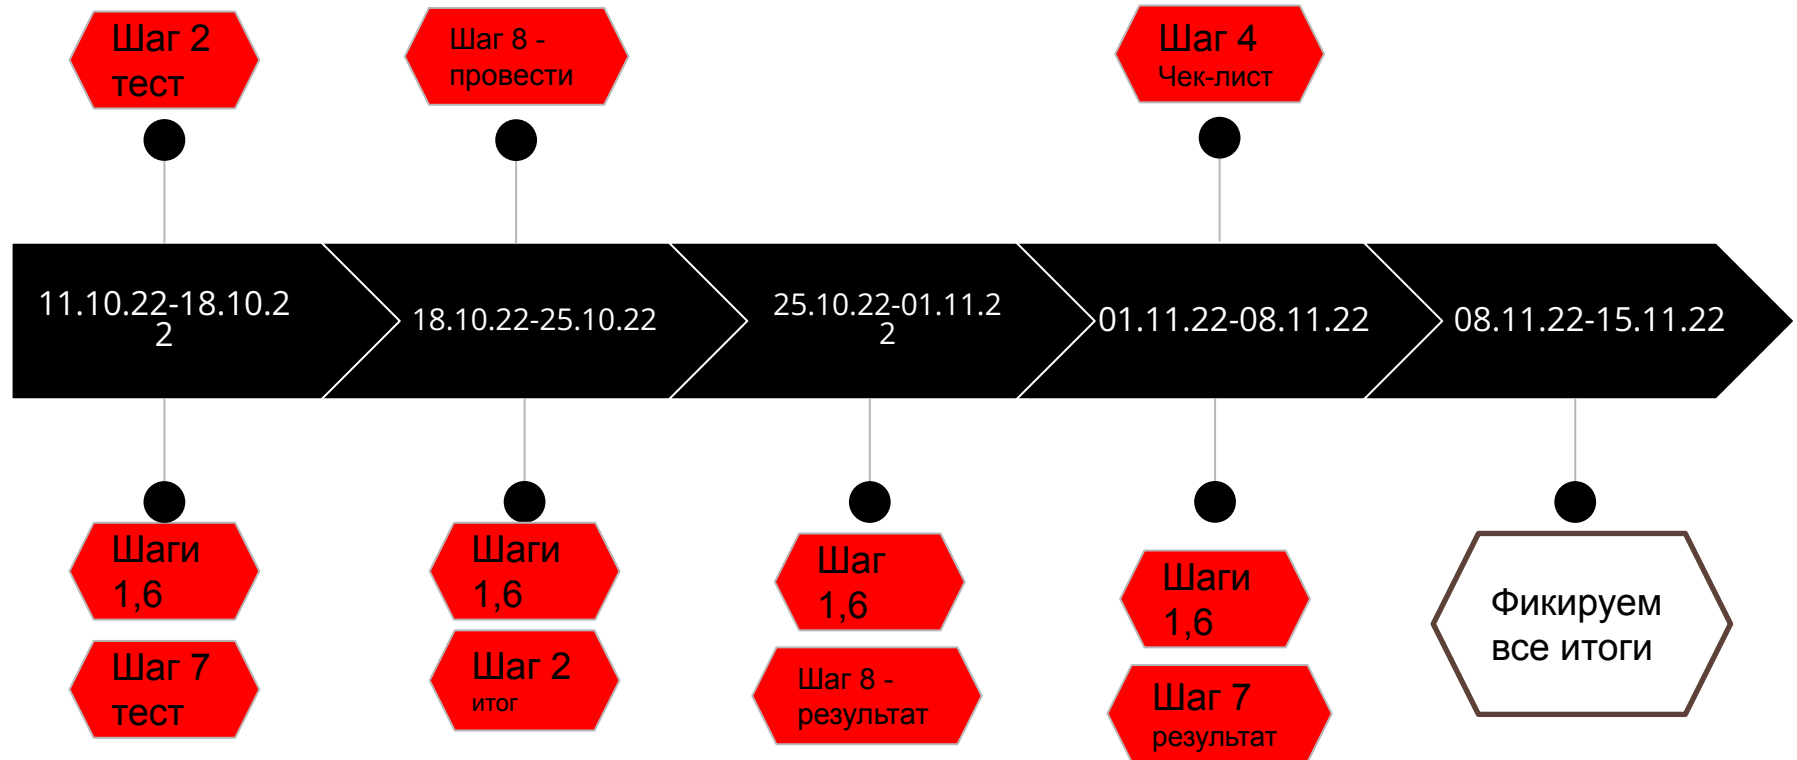 Шаг 2
тест
Шаг 8 -
провести
Шаг 4
Чек-лист
11.10.22-18.10.2
2
18.10.22-25.10.22
25.10.22-01.11.2
2
01.11.22-08.11.22
08.11.22-15.11.22
Шаги
1,6
Шаг 7
тест
Шаги
1,6
Шаг 2
итог
Шаг
1,6
Шаг 8 -
результат
Шаги
1,6
Шаг 7
результат
Фикируем
все итоги